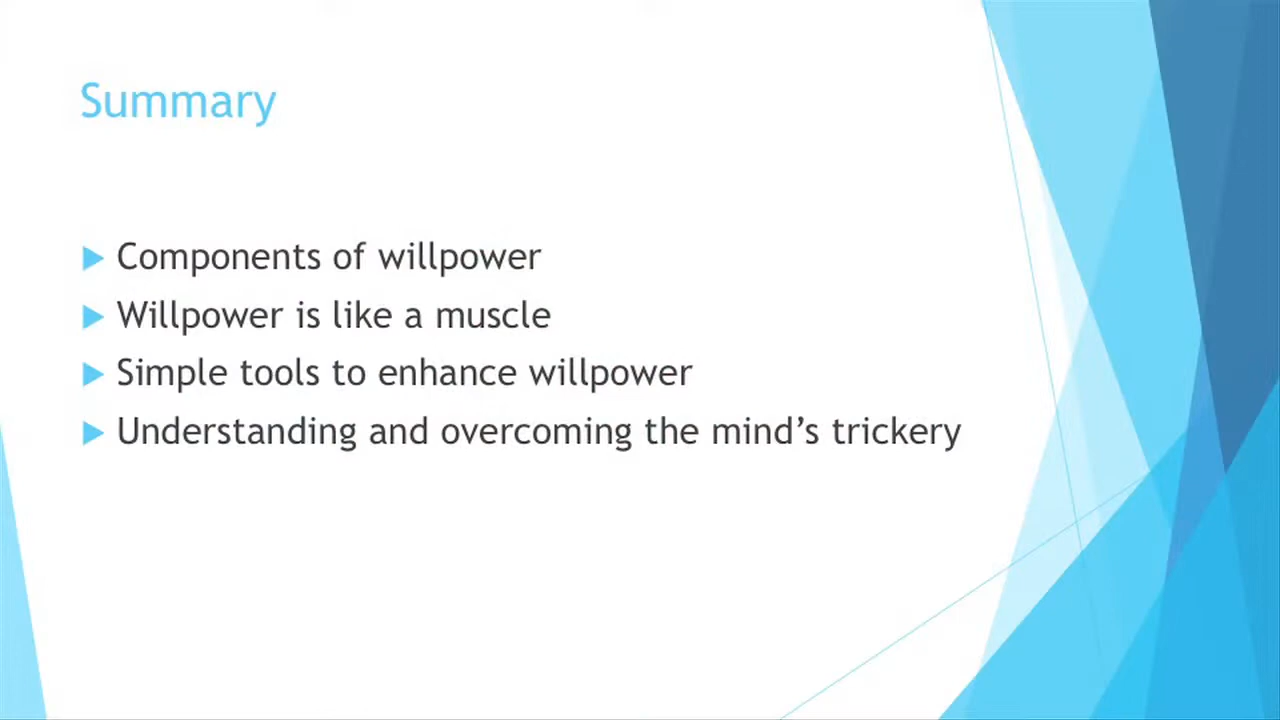 Summary
Components of willpower
Willpower is like a muscle
Simple tools to enhance willpower
Understanding and overcoming the mind’s trickery